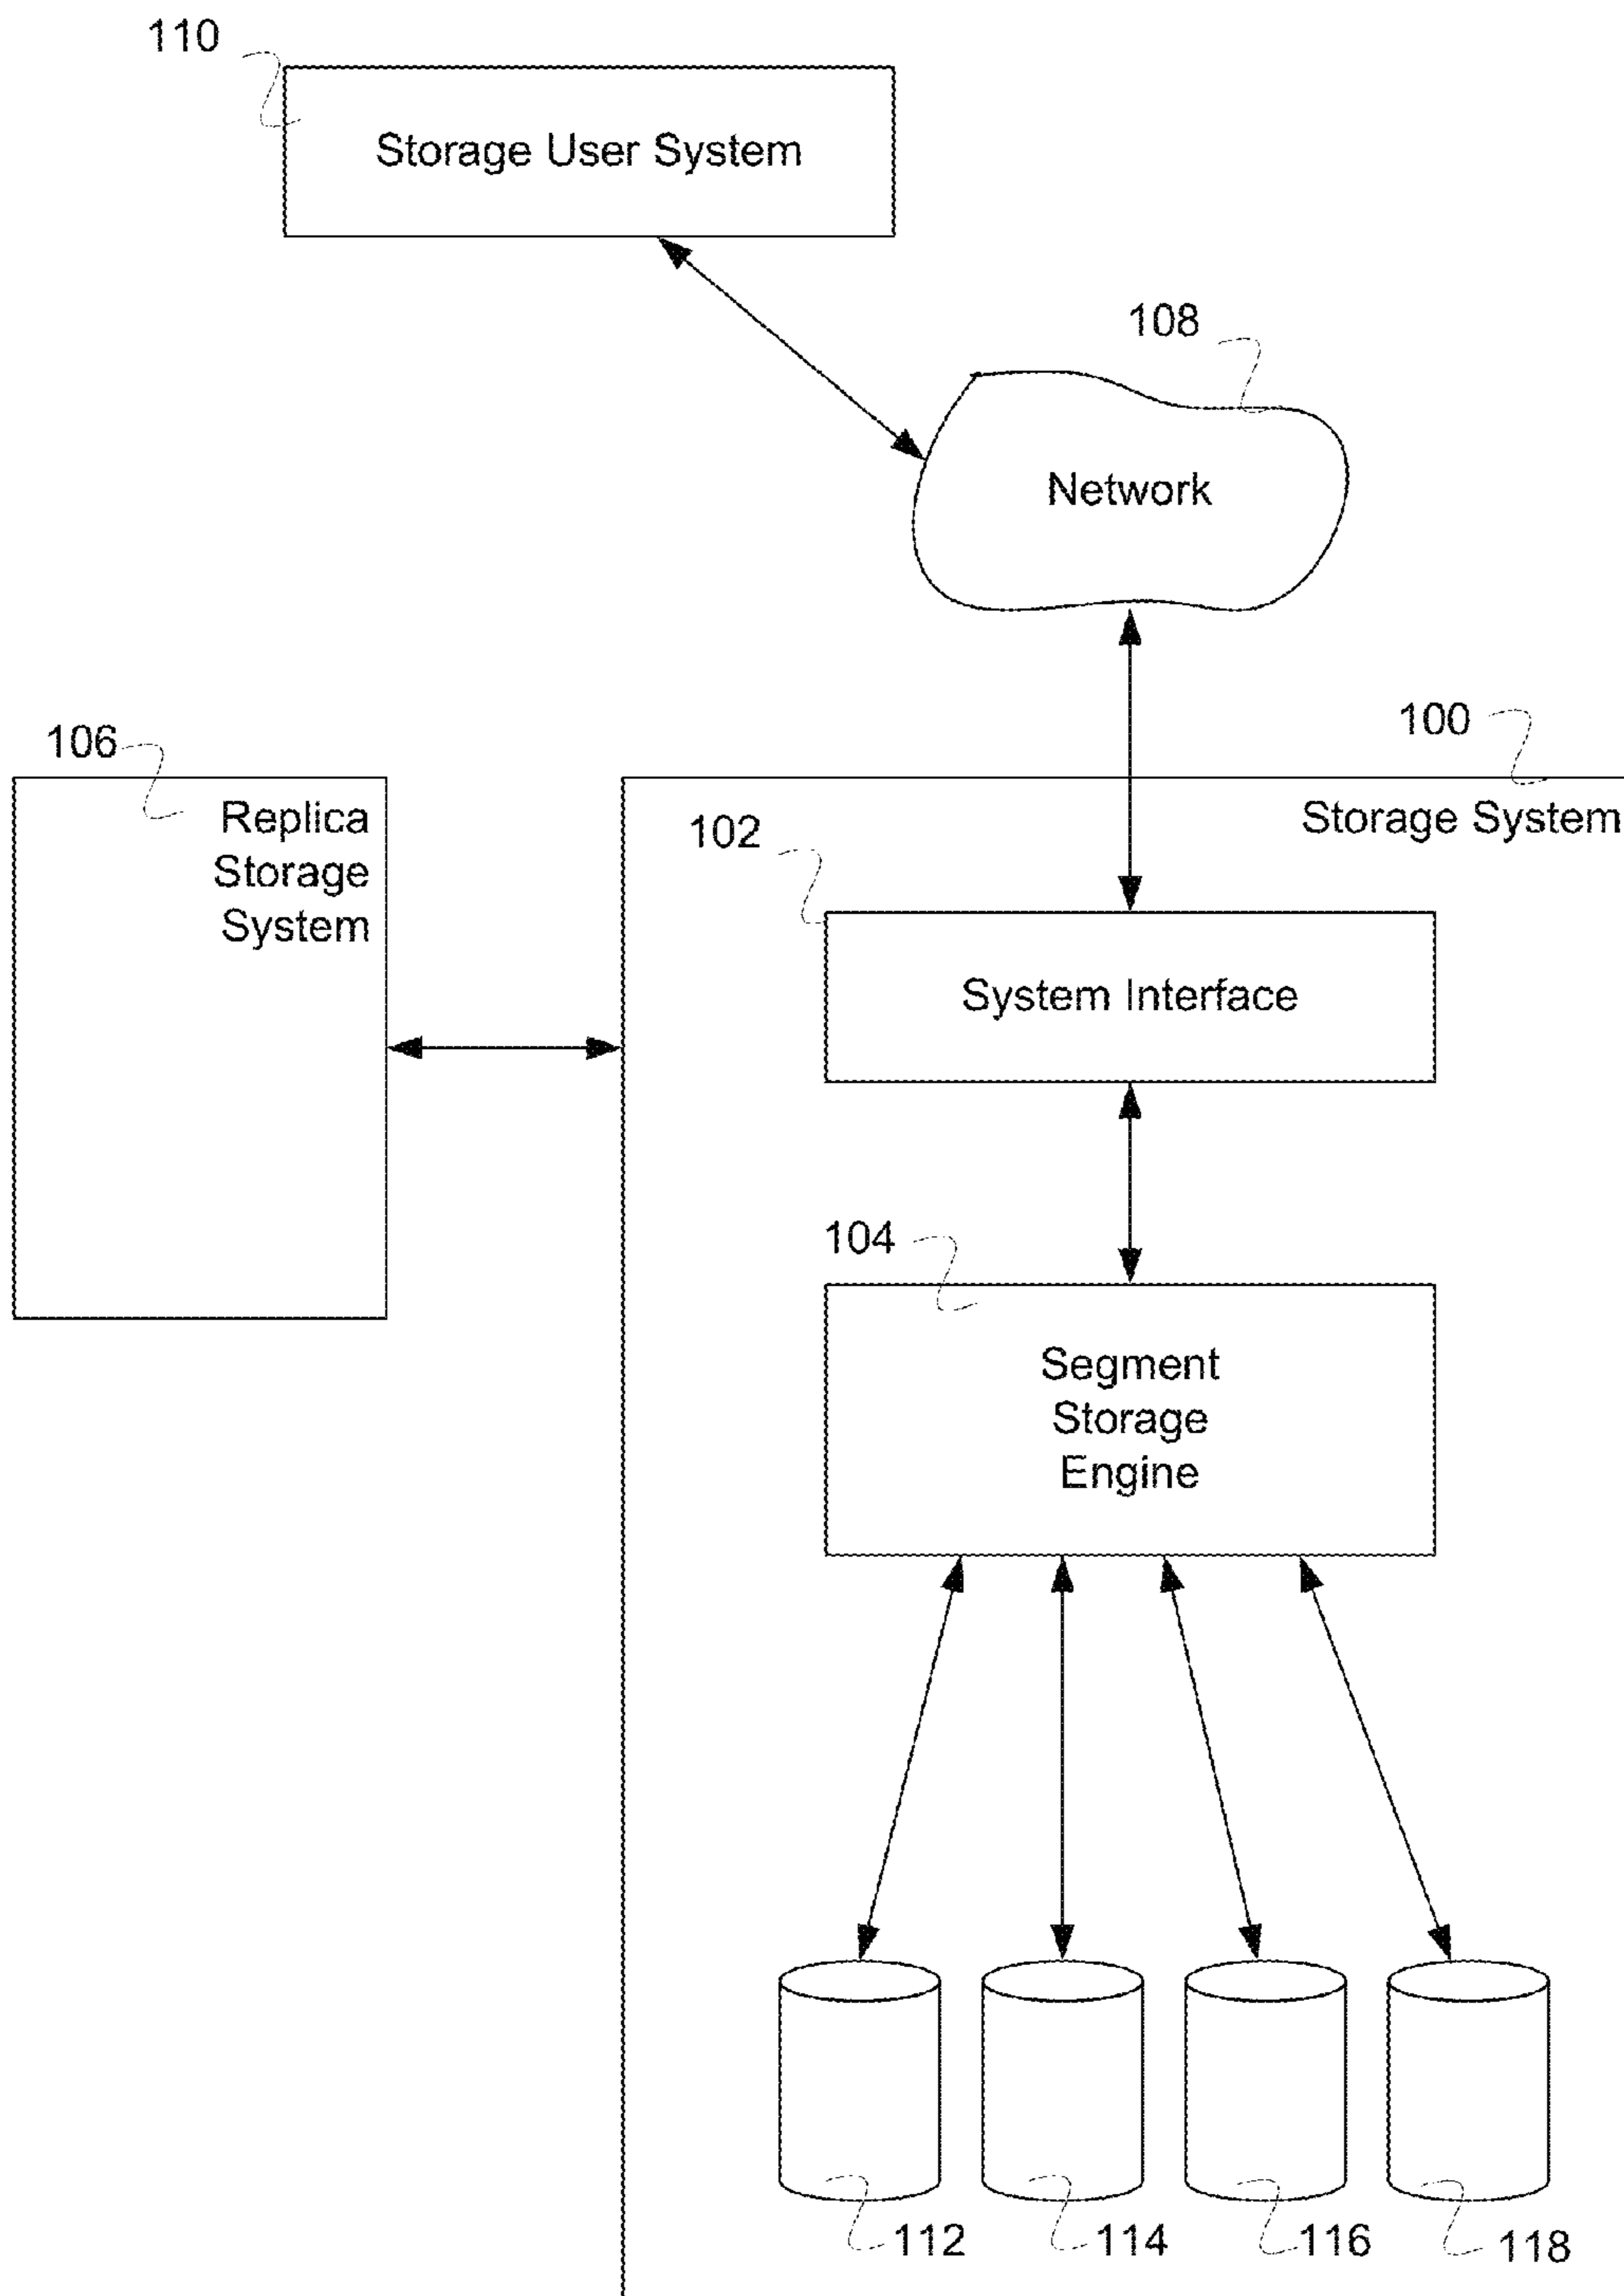 110
Storage User System
108
Network
100
106
Replica
Storage
System
Storage System
102
System Interface
104
Segment
Storage
Engine
112
114
116
118